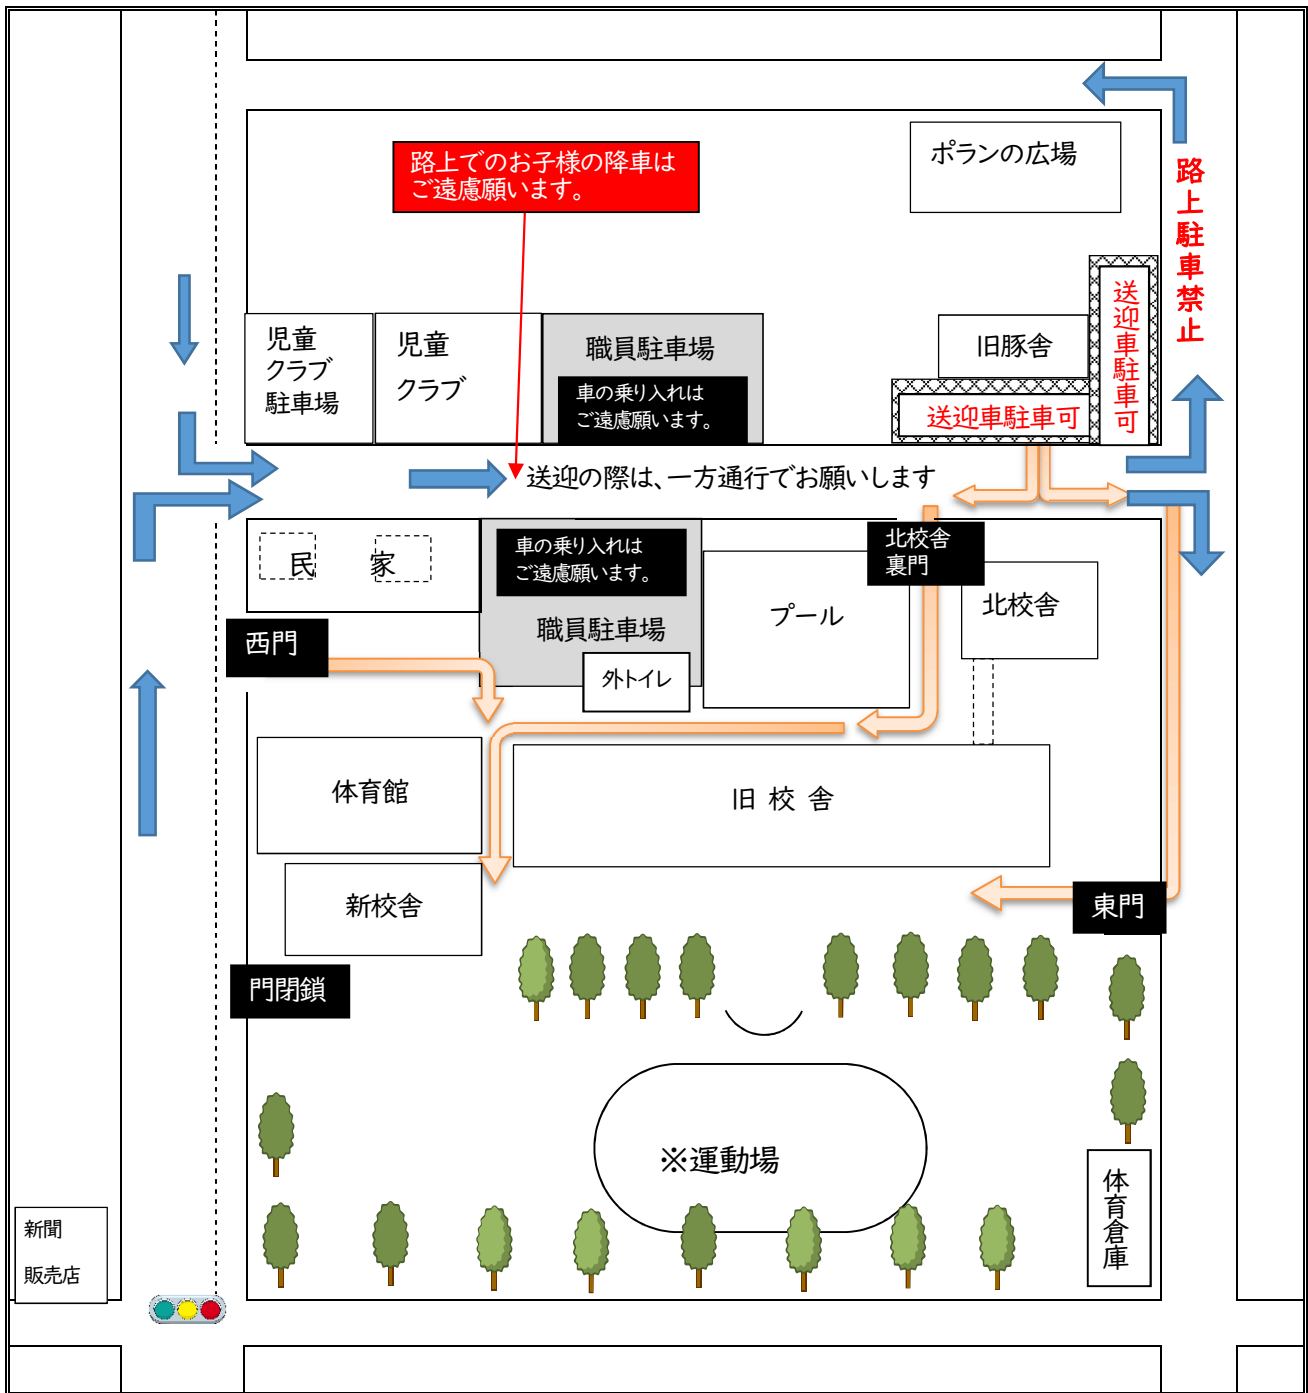 路上でのお子様の降車は
ご遠慮願います。
ポランの広場
路上駐車禁止
送迎車駐車可
児童
クラブ
駐車場
児童
クラブ
職員駐車場
車の乗り入れは
ご遠慮願います。
旧豚舎
送迎車駐車可
送迎の際は、一方通行でお願いします
民 家
車の乗り入れは
ご遠慮願います。
職員駐車場
外トイレ
プール
北校舎
裏門
北校舎
西門
体育館
旧 校 舎
新校舎
東門
門閉鎖
※運動場
体育倉庫
新聞
販売店